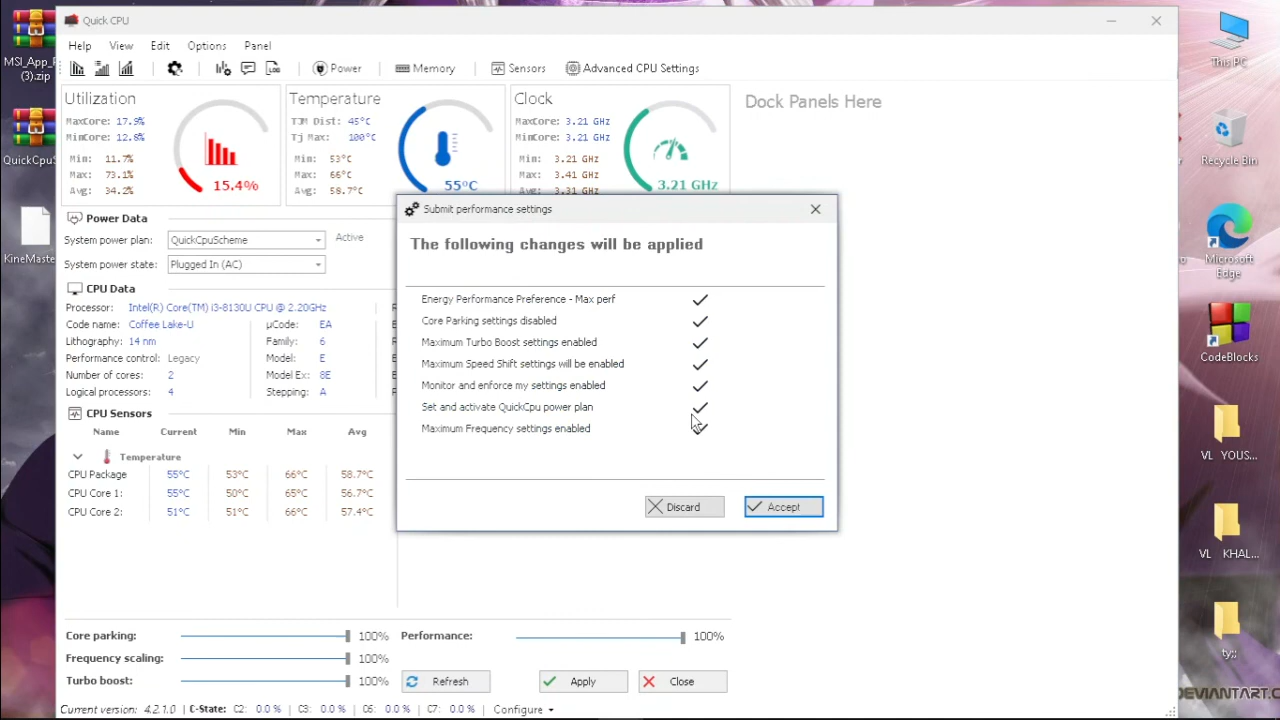 Quick CPU
Help View Edit Options Panel
Power Memory Sensors Advanced CPU Settings
Utilization
MaxCore: 17.9%
MinCore: 12.8%
Min: 11.7%
Max: 73.1%
Avg: 34.2%
15.4%
Temperature
TJM Dist: 45°C
Tj Max: 100°C
Min: 53°C
Max: 66°C
Avg: 58.7°C
55°C
Clock
MaxCore: 3.21 GHz
MinCore: 3.21 GHz
Min: 3.21 GHz
Max: 3.41 GHz
Avg: 3.31 GHz
3.21 GHz
Dock Panels Here
Power Data
System power plan: QuickCpuScheme Active
System power state: Plugged In (AC)
CPU Data
Processor: Intel(R) Core(TM) i3-8130U CPU @ 2.20GHz
Code name: Coffee Lake-U µCode: EA
Lithography: 14 nm Family: 6
Performance control: Legacy Model: E
Number of cores: 2 Model Ex: 8E
Logical processors: 4 Stepping: A
CPU Sensors
Name Current Min Max Avg
Temperature
CPU Package 55°C 53°C 66°C 58.7°C
CPU Core 1: 55°C 50°C 65°C 56.7°C
CPU Core 2: 51°C 51°C 66°C 57.4°C
Submit performance settings
The following changes will be applied
Energy Performance Preference - Max perf
Core Parking settings disabled
Maximum Turbo Boost settings enabled
Maximum Speed Shift settings will be enabled
Monitor and enforce my settings enabled
Set and activate QuickCpu power plan
Maximum Frequency settings enabled
Discard Accept
Core parking: 100% Performance: 100%
Frequency scaling: 100%
Turbo boost: 100% Refresh Apply Close
Current version: 4.2.1.0 | C-State: C2: 0.0 % | C3: 0.0 % | C6: 0.0 % | C7: 0.0 % | Configure
MSI_App_
(3).zip
QuickCpuS
KineMaste
This PC
Recycle Bin
Microsoft
Edge
CodeBlocks
VL YOUS...
VL KHAL...
ty;;
DEVIANTART.C